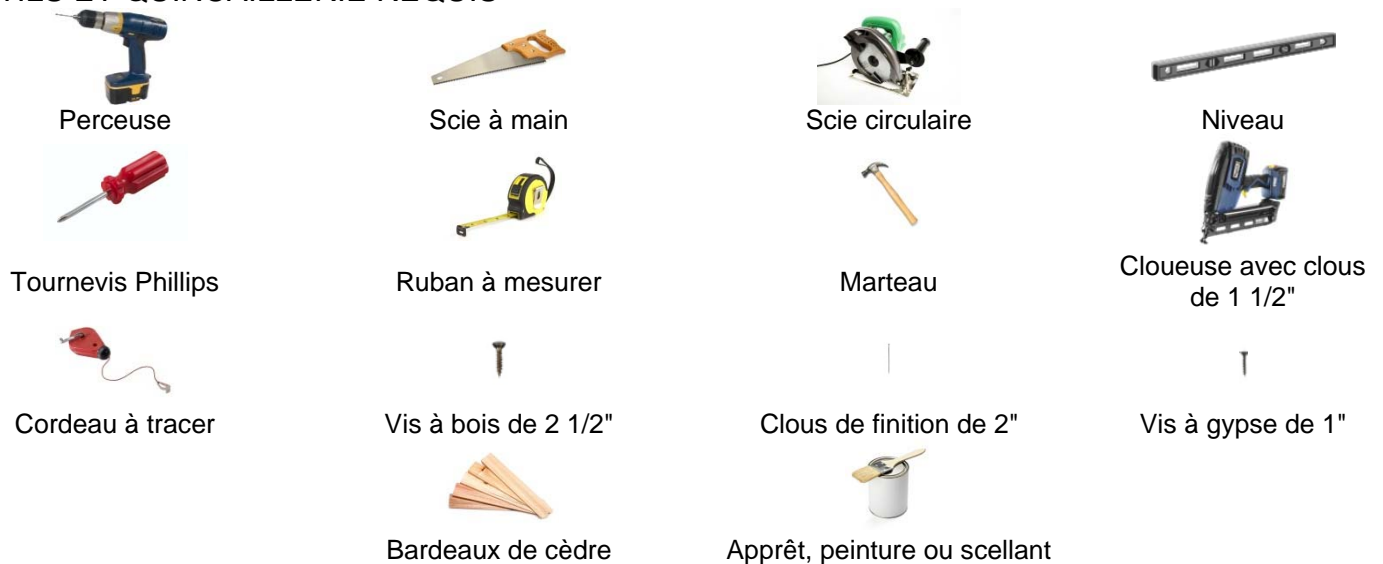 Perceuse
Scie à main
Scie circulaire
Niveau
Tournevis Phillips
Ruban à mesurer
Marteau
Cloueuse avec clous
de 1 1/2"
Cordeau à tracer
Vis à bois de 2 1/2"
Clous de finition de 2"
Vis à gypse de 1"
Bardeaux de cèdre
Apprêt, peinture ou scellant